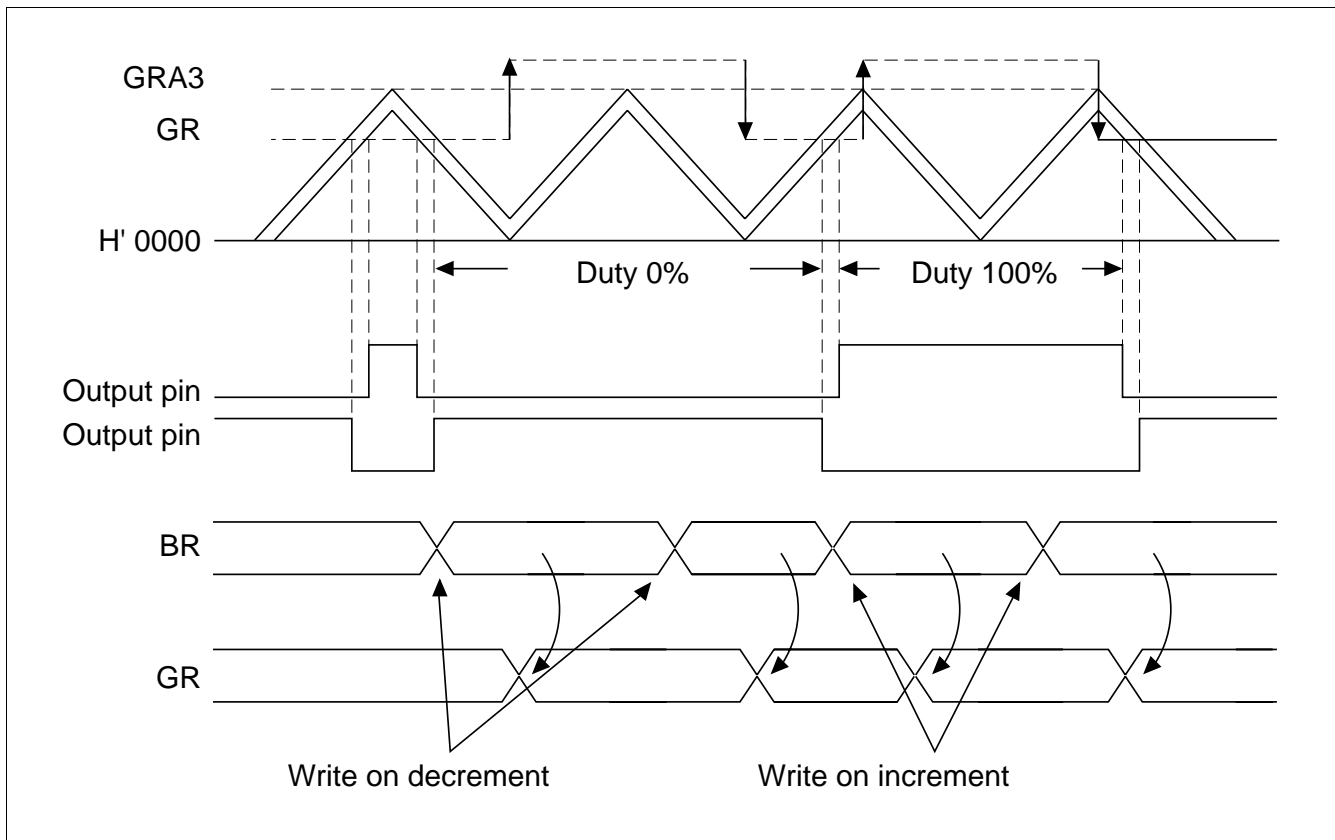 GRA3
GR
H' 0000
Duty 0%
Duty 100%
Output pin
Output pin
BR
GR
Write on decrement
Write on increment